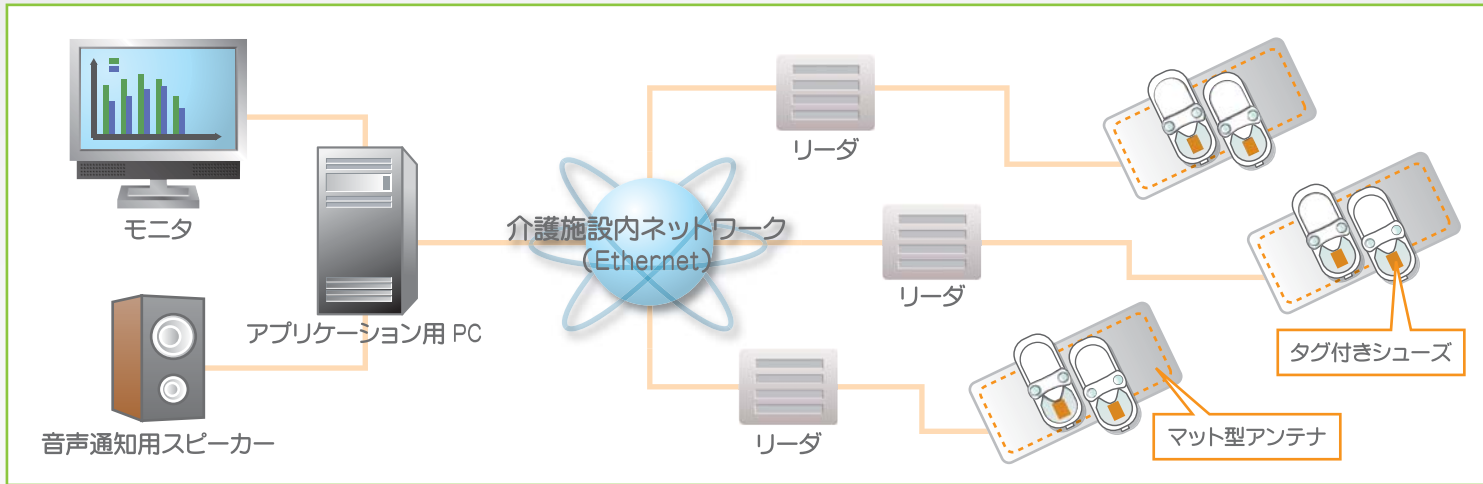 リーダ
モニタ
介護施設内ネットワーク
(Ethernet)
リーダ
アプリケーション用 PC
タグ付きシューズ
音声通知用スピーカー
リーダ
マット型アンテナ